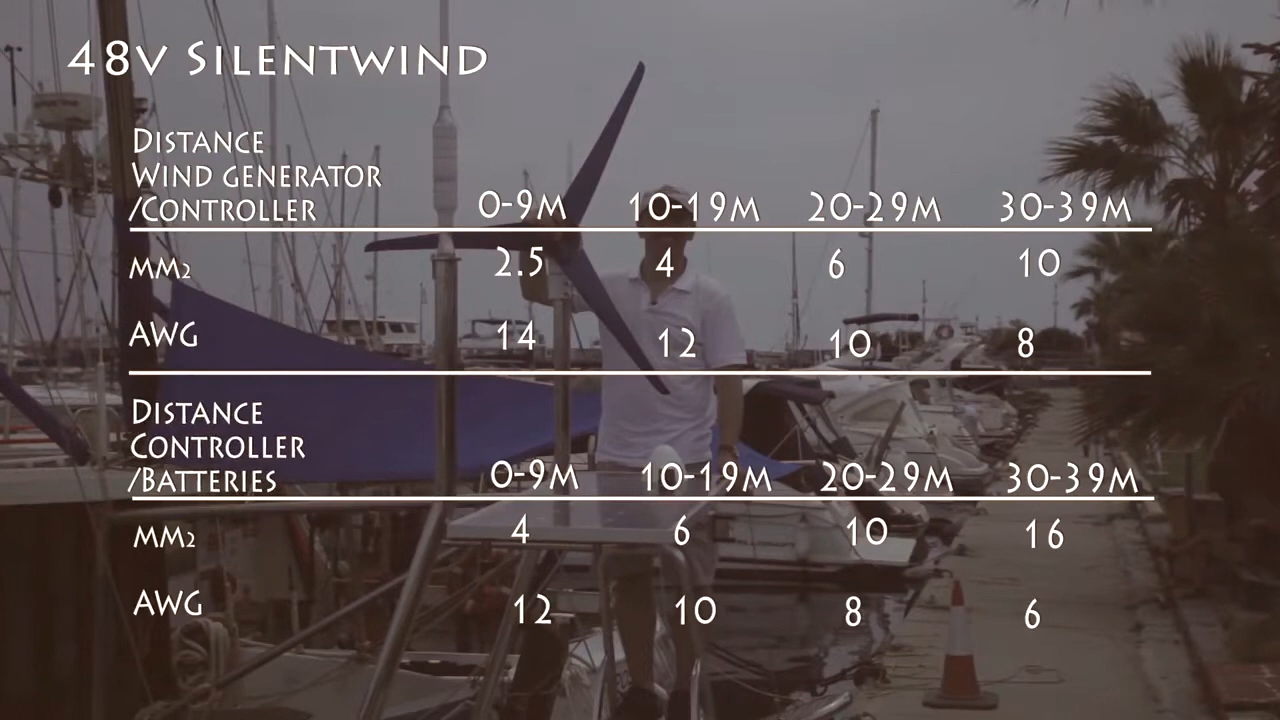 48V SILENTWIND
DISTANCE
WIND GENERATOR
/CONTROLLER 0-9M 10-19M 20-29M 30-39M
MM2 2.5 4 6 10
AWG 14 12 10 8
DISTANCE
CONTROLLER
/BATTERIES 0-9M 10-19M 20-29M 30-39M
MM2 4 6 10 16
AWG 12 10 8 6